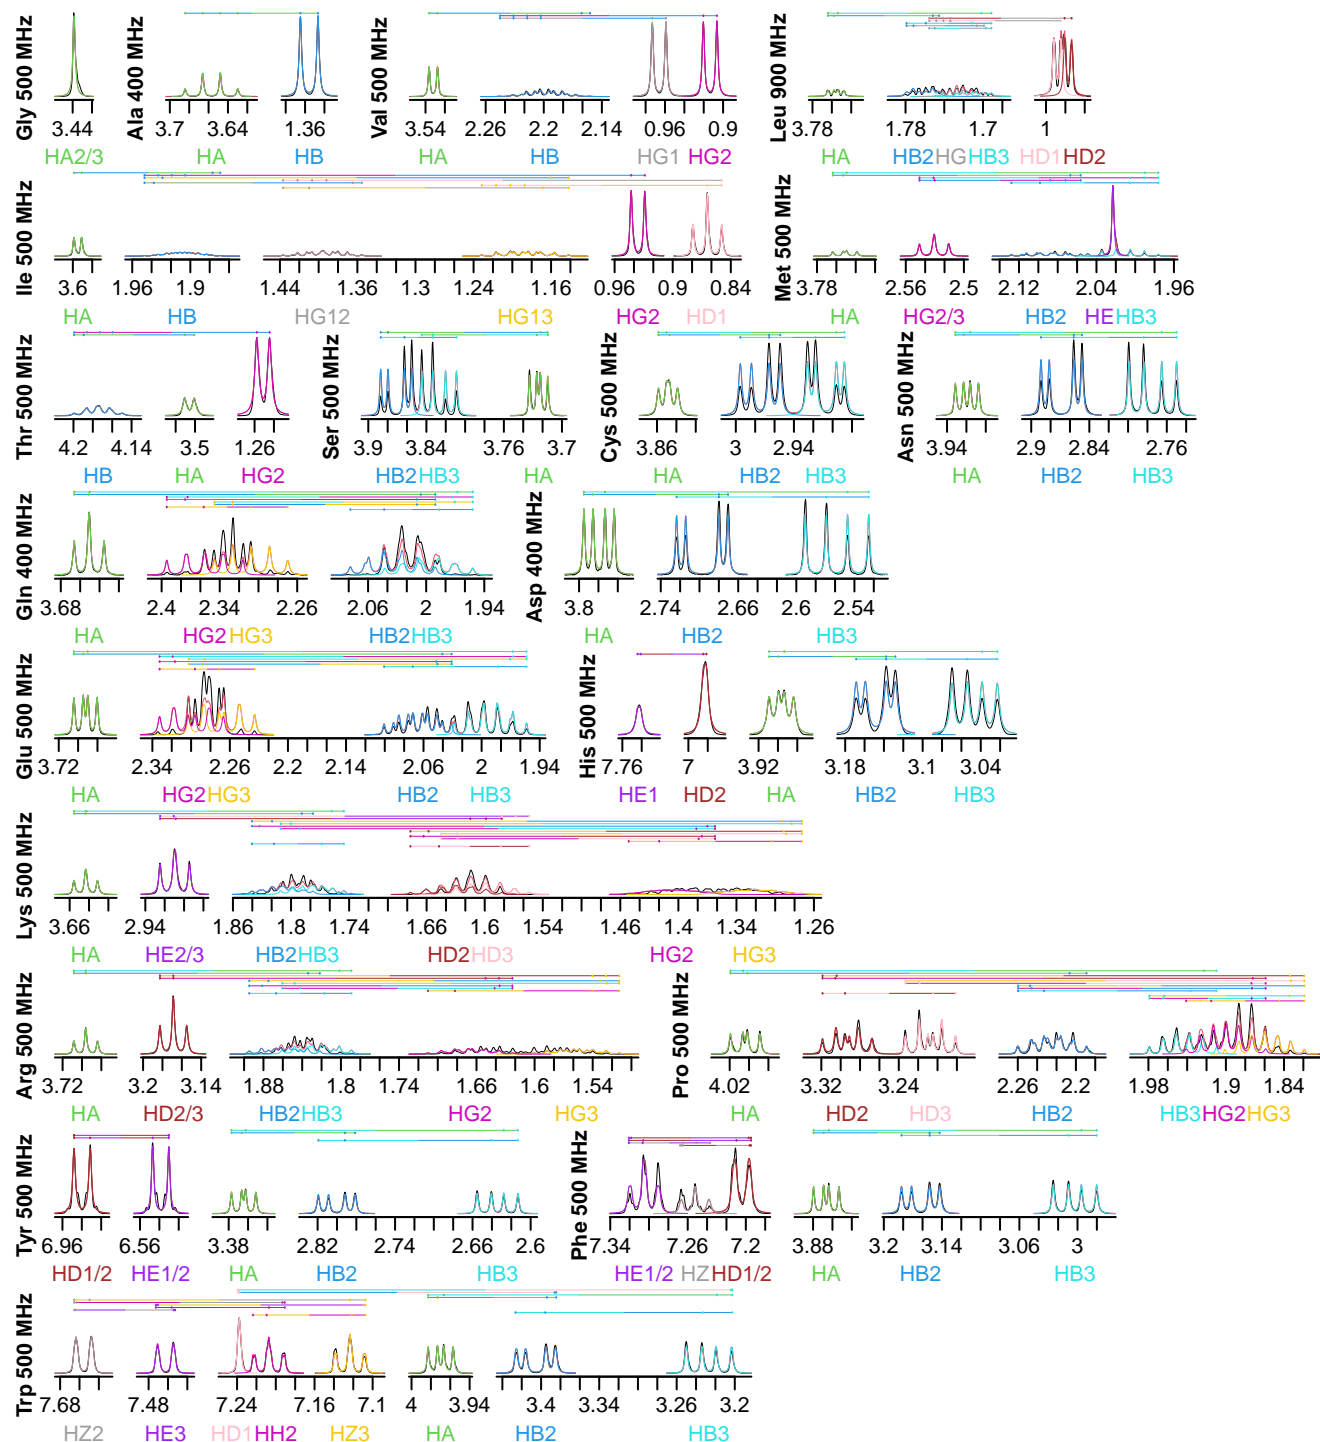 Gly 500 MHz
3.44
HA2/3
Ala 400 MHz
3.7 3.64 1.36
HA HB
Val 500 MHz
3.54 2.26 2.2 2.14 0.96 0.9
HA HB HG1 HG2
Leu 900 MHz
3.78 1.78 1.7 1
HA HB2 HG HB3 HD1 HD2
Ile 500 MHz
3.6 1.96 1.9 1.44 1.36 1.3 1.24 1.16 0.96 0.9 0.84
HA HB HG12 HG13 HG2 HD1
Met 500 MHz
3.78 2.56 2.5 2.12 2.04 1.96
HA HG2/3 HB2 HE HB3
Thr 500 MHz
4.2 2.14 3.5 1.26
HB HA HG2
Ser 500 MHz
3.9 3.84 3.76 3.7
HB2 HB3 HA
Cys 500 MHz
3.86 3 2.94
HA HB2 HB3
Asn 500 MHz
3.94 2.9 2.84 2.76
HA HB2 HB3
Gln 400 MHz
3.68 2.4 2.34 2.26 2.06 2 1.94
HA HG2 HG3 HB2 HB3
Asp 400 MHz
3.8 2.74 2.66 2.6 2.54
HA HB2 HB3
Glu 500 MHz
3.72 2.34 2.26 2.2 2.14 2.06 2 1.94
HA HG2 HG3 HB2 HB3
His 500 MHz
7.76 7 3.92 3.18 3.1 3.04
HE1 HD2 HA HB2 HB3
Lys 500 MHz
3.66 2.94 1.86 1.8 1.74 1.66 1.6 1.54 1.46 1.4 1.34 1.26
HA HE2/3 HB2 HB3 HD2 HD3 HG2 HG3
Arg 500 MHz
3.72 3.2 3.14 1.88 1.8 1.74 1.66 1.6 1.54
HA HD2/3 HB2 HB3 HG2 HG3
Pro 500 MHz
4.02 3.32 3.24 2.26 2.2 1.98 1.9 1.84
HA HD2 HD3 HB2 HB3 HG2 HG3
Tyr 500 MHz
6.96 6.56 3.38 2.82 2.74 2.66 2.6
HD1/2 HE1/2 HA HB2 HB3
Phe 500 MHz
7.34 7.26 7.2 3.88 3.2 3.14 3.06 3
HE1/2 HZ HD1/2 HA HB2 HB3
Trp 500 MHz
7.68 7.48 7.24 7.16 7.1 4 3.94 3.4 3.34 3.26 3.2
HZ2 HE3 HD1 HH2 HZ3 HA HB2 HB3